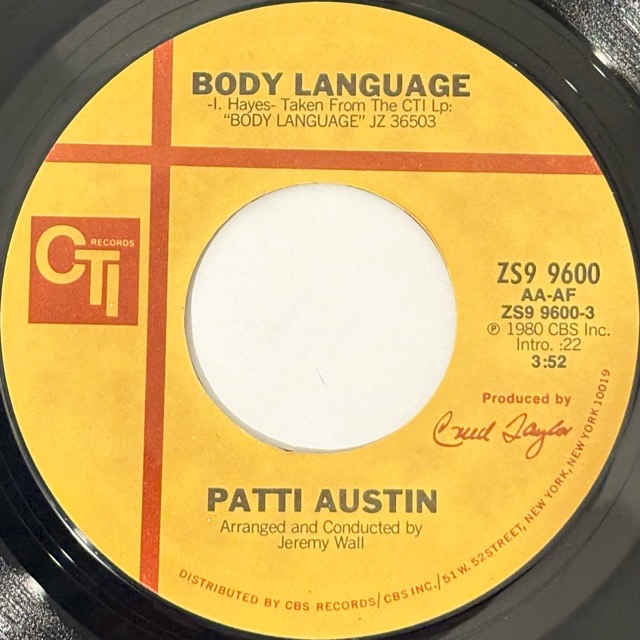 BODY LANGUAGE
-I. Hayes- Taken From The CTI Lp:
"BODY LANGUAGE" JZ 36503
CTI RECORDS
ZS9 9600
AA-AF
ZS9 9600-3
℗ 1980 CBS Inc.
Intro. :22
3:52
Produced by
Creed Taylor
PATTI AUSTIN
Arranged and Conducted by
Jeremy Wall
DISTRIBUTED BY CBS RECORDS/CBS INC./51 W. 52 STREET, NEW YORK, NEW YORK 10019